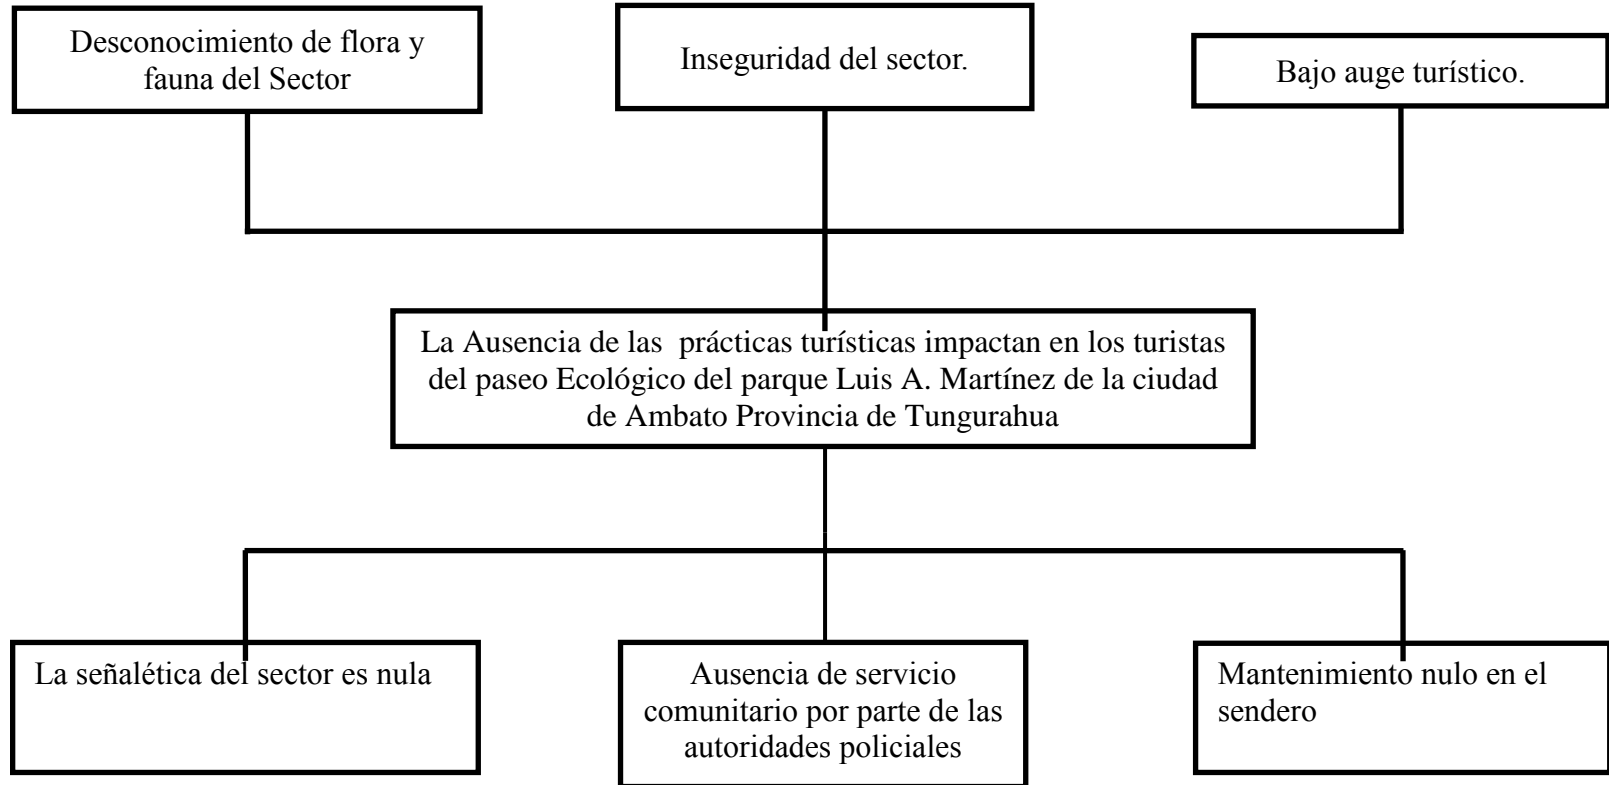 Desconocimiento de flora y
fauna del Sector
Inseguridad del sector.
Bajo auge turístico.
La Ausencia de las  prácticas turísticas impactan en los turistas
del paseo Ecológico del parque Luis A. Martínez de la ciudad
de Ambato Provincia de Tungurahua
La señalética del sector es nula
Ausencia de servicio
comunitario por parte de las
autoridades policiales
Mantenimiento nulo en el
sendero